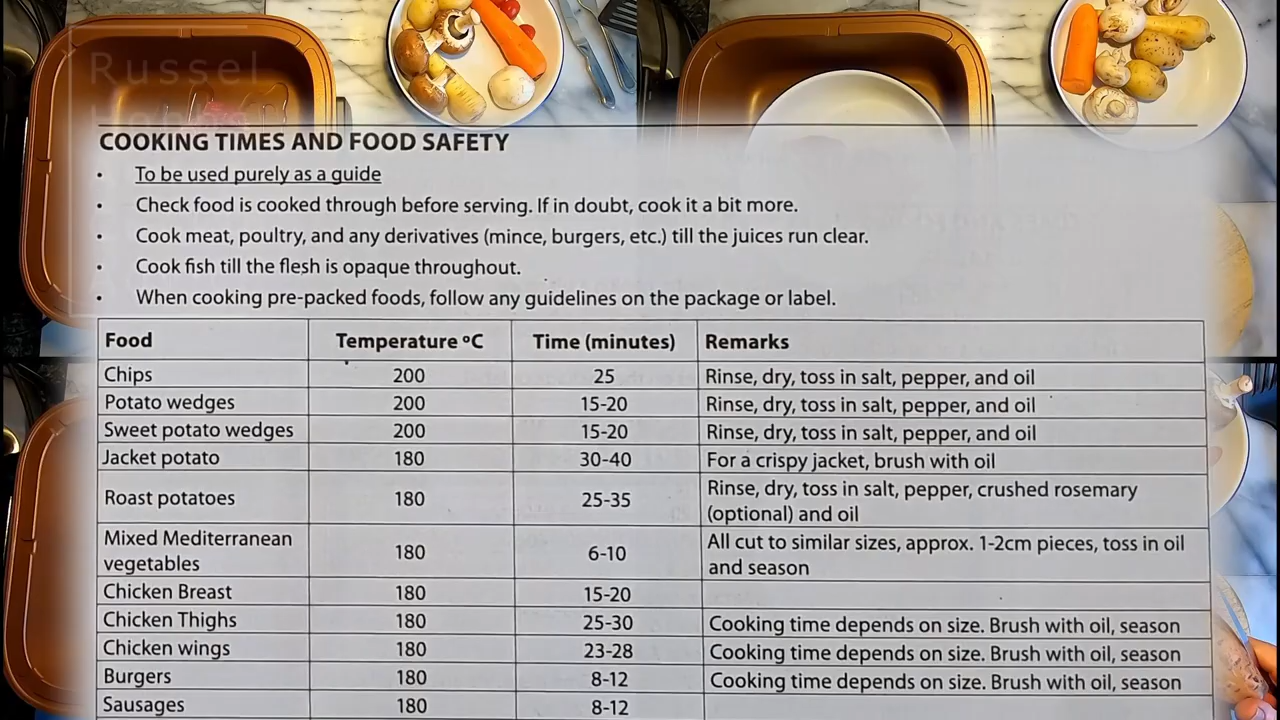 Russel
COOKING TIMES AND FOOD SAFETY
• To be used purely as a guide
• Check food is cooked through before serving. If in doubt, cook it a bit more.
• Cook meat, poultry, and any derivatives (mince, burgers, etc.) till the juices run clear.
• Cook fish till the flesh is opaque throughout.
• When cooking pre-packed foods, follow any guidelines on the package or label.
Food Temperature ºC Time (minutes) Remarks
Chips 200 25 Rinse, dry, toss in salt, pepper, and oil
Potato wedges 200 15-20 Rinse, dry, toss in salt, pepper, and oil
Sweet potato wedges 200 15-20 Rinse, dry, toss in salt, pepper, and oil
Jacket potato 180 30-40 For a crispy jacket, brush with oil
Roast potatoes 180 25-35 Rinse, dry, toss in salt, pepper, crushed rosemary
(optional) and oil
Mixed Mediterranean
vegetables 180 6-10 All cut to similar sizes, approx. 1-2cm pieces, toss in oil
and season
Chicken Breast 180 15-20
Chicken Thighs 180 25-30 Cooking time depends on size. Brush with oil, season
Chicken wings 180 23-28 Cooking time depends on size. Brush with oil, season
Burgers 180 8-12 Cooking time depends on size. Brush with oil, season
Sausages 180 8-12